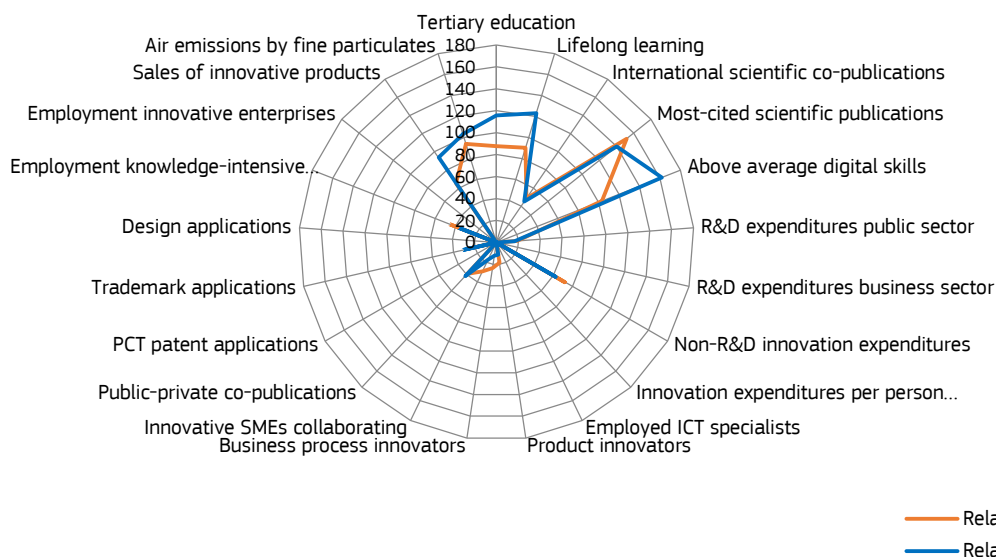 Tertiary education
Lifelong learning
International scientific co-publications
Most-cited scientific publications
Above average digital skills
R&D expenditures public sector
R&D expenditures business sector
Non-R&D innovation expenditures
Innovation expenditures per person...
Employed ICT specialists
Product innovators
Business process innovators
Innovative SMEs collaborating
Public-private co-publications
PCT patent applications
Trademark applications
Design applications
Employment knowledge-intensive...
Employment innovative enterprises
Sales of innovative products
Air emissions by fine particulates
180
160
140
120
100
80
60
40
20
0
Rela
Rela